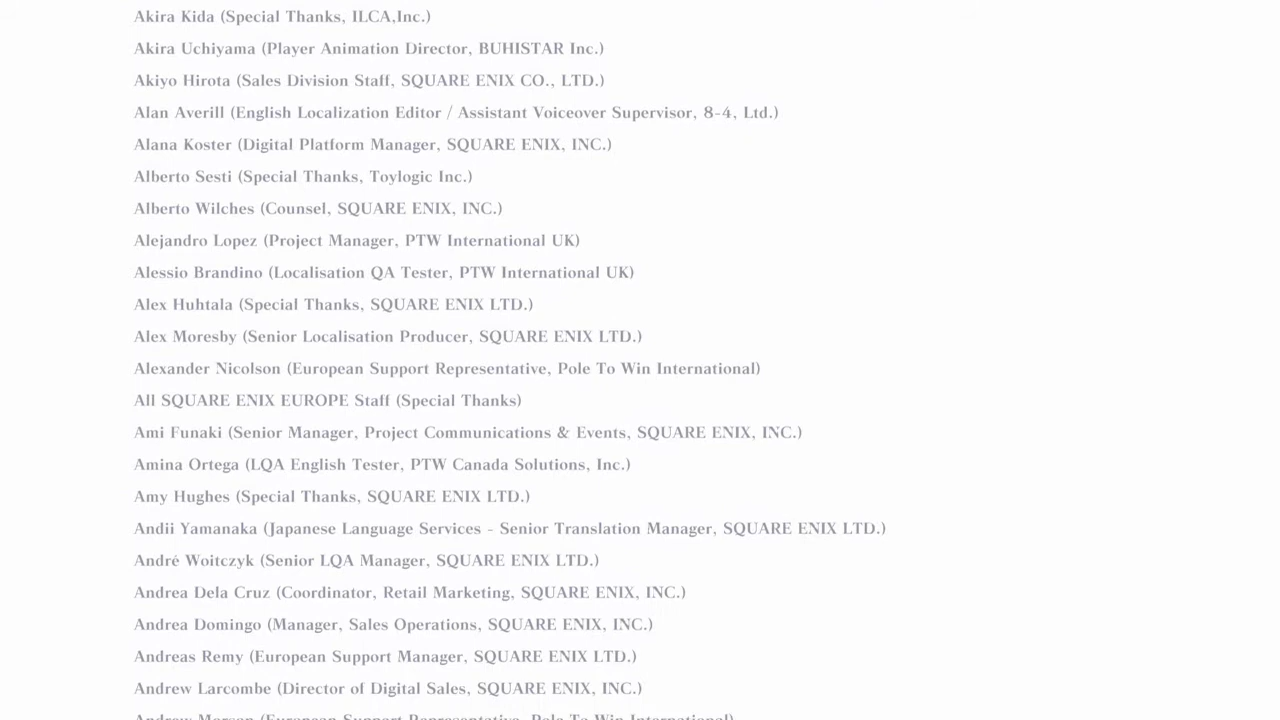 Akira Kida (Special Thanks, ILCA,Inc.)
Akira Uchiyama (Player Animation Director, BUHISTAR Inc.)
Akiyo Hirota (Sales Division Staff, SQUARE ENIX CO., LTD.)
Alan Averill (English Localization Editor / Assistant Voiceover Supervisor, 8-4, Ltd.)
Alana Koster (Digital Platform Manager, SQUARE ENIX, INC.)
Alberto Sesti (Special Thanks, Toylogic Inc.)
Alberto Wilches (Counsel, SQUARE ENIX, INC.)
Alejandro Lopez (Project Manager, PTW International UK)
Alessio Brandino (Localisation QA Tester, PTW International UK)
Alex Huhtala (Special Thanks, SQUARE ENIX LTD.)
Alex Moresby (Senior Localisation Producer, SQUARE ENIX LTD.)
Alexander Nicolson (European Support Representative, Pole To Win International)
All SQUARE ENIX EUROPE Staff (Special Thanks)
Ami Funaki (Senior Manager, Project Communications & Events, SQUARE ENIX, INC.)
Amina Ortega (LQA English Tester, PTW Canada Solutions, Inc.)
Amy Hughes (Special Thanks, SQUARE ENIX LTD.)
Andii Yamanaka (Japanese Language Services - Senior Translation Manager, SQUARE ENIX LTD.)
André Woitczyk (Senior LQA Manager, SQUARE ENIX LTD.)
Andrea Dela Cruz (Coordinator, Retail Marketing, SQUARE ENIX, INC.)
Andrea Domingo (Manager, Sales Operations, SQUARE ENIX, INC.)
Andreas Remy (European Support Manager, SQUARE ENIX LTD.)
Andrew Larcombe (Director of Digital Sales, SQUARE ENIX, INC.)
Andrew (European Support Representative, Pole To Win International)